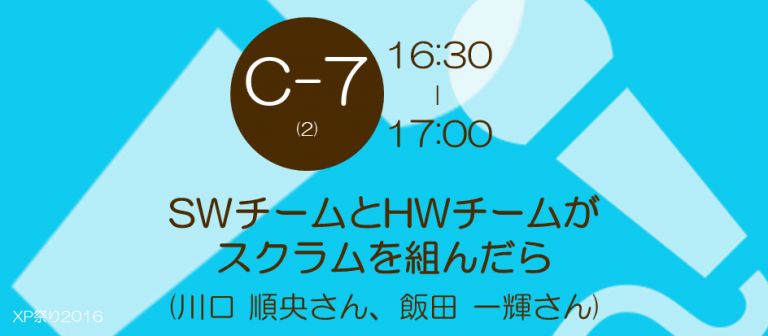 C-7
(2)
16:30
|
17:00
SWチームとHWチームが
スクラムを組んだら
(川口 順央さん、飯田 一輝さん)
XP祭り2016